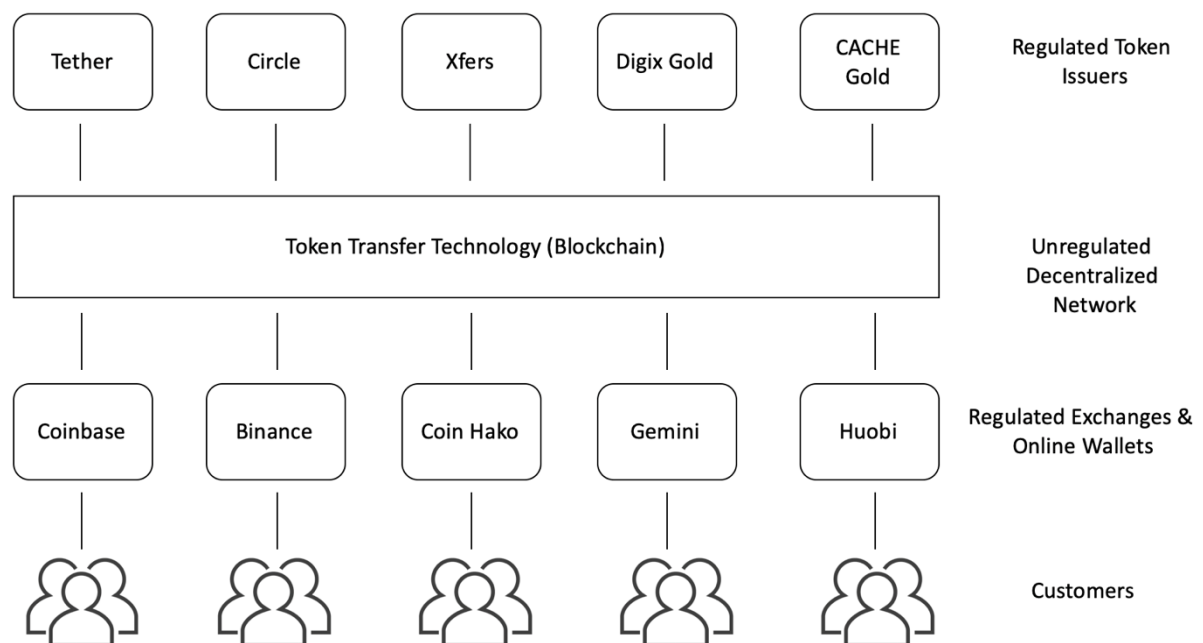 Tether
Circle
Xfers
Digix Gold
CACHE
Gold
Regulated Token
Issuers
Token Transfer Technology (Blockchain)
Unregulated
Decentralized
Network
Coinbase
Binance
Coin Hako
Gemini
Huobi
Regulated Exchanges &
Online Wallets
Customers